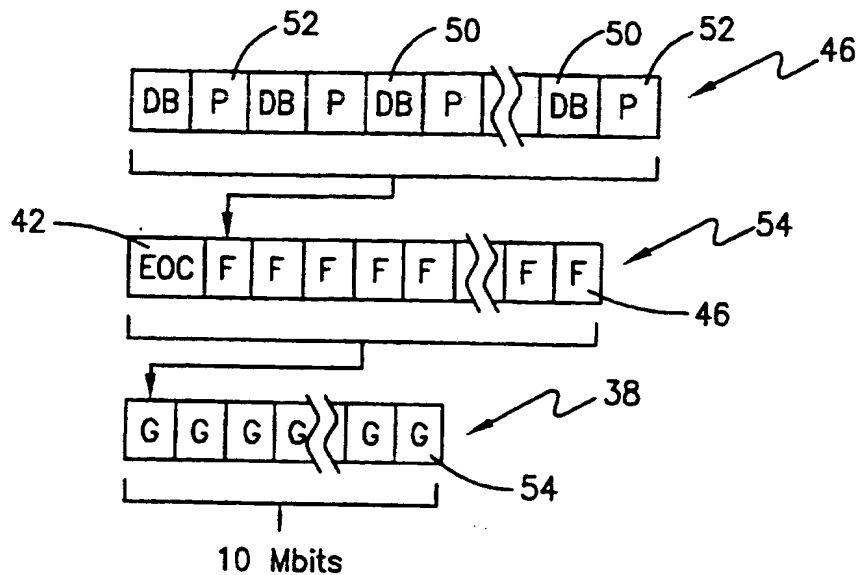 52 50 50 52
46
DB P DB P DB P DB P
42
54
EOC F F F F F F F
46
38
G G G G G G
54
10 Mbits